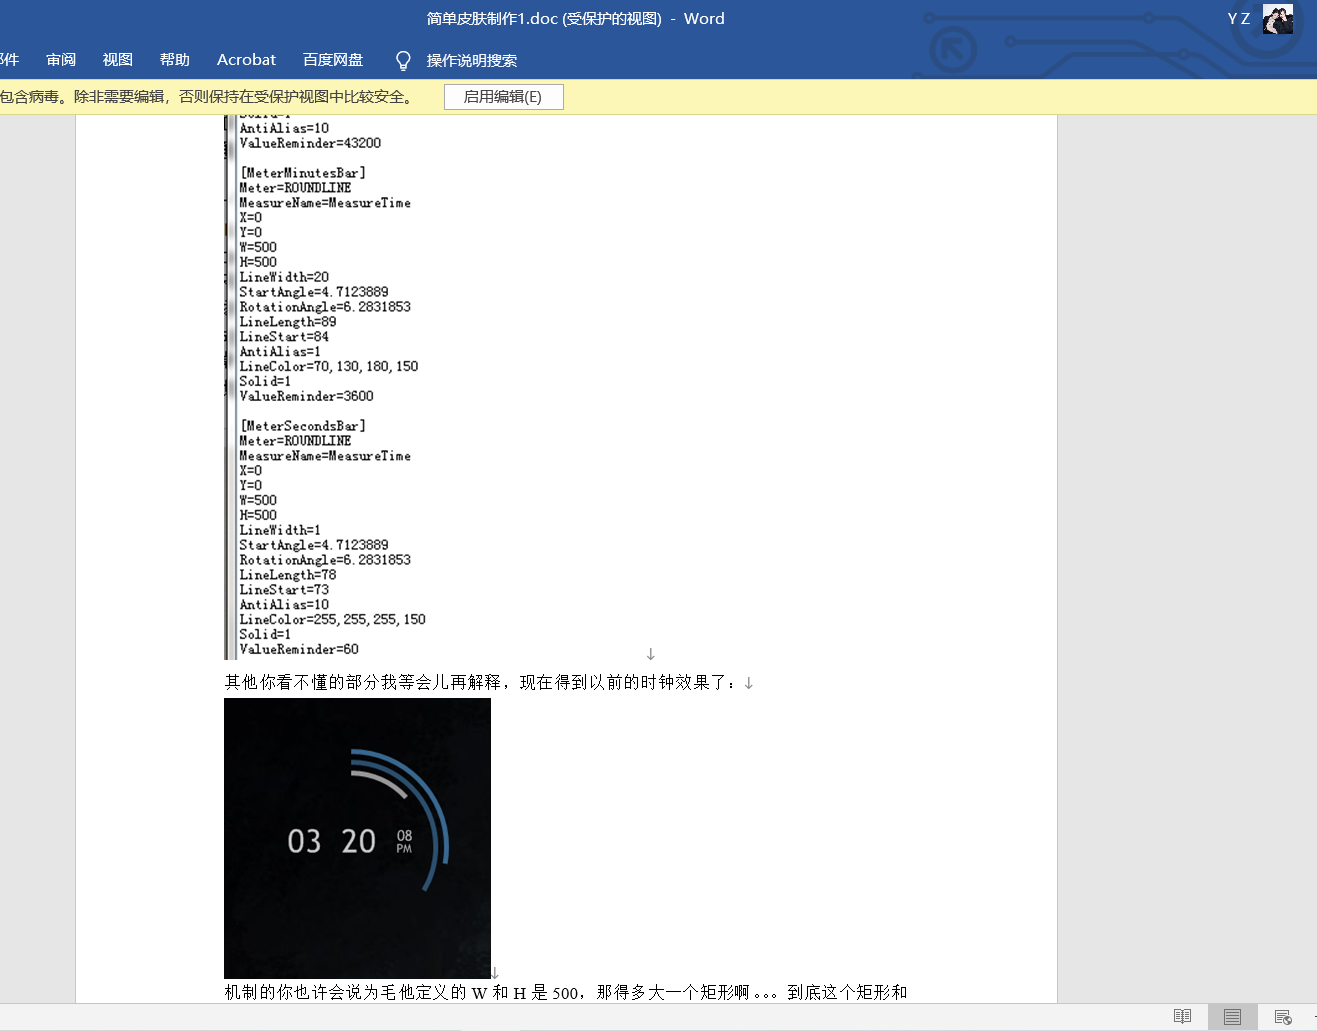 简单皮肤制作1.doc (受保护的视图) - Word
Y Z
件 审阅 视图 帮助 Acrobat 百度网盘 操作说明搜索
包含病毒。除非需要编辑，否则保持在受保护视图中比较安全。 启用编辑(E)
Solid=1
AntiAlias=10
ValueReminder=43200
[MeterMinutesBar]
Meter=ROUNDLINE
MeasureName=MeasureTime
X=0
Y=0
W=500
H=500
LineWidth=20
StartAngle=4.7123889
RotationAngle=6.2831853
LineLength=89
LineStart=84
AntiAlias=1
LineColor=70,130,180,150
Solid=1
ValueReminder=3600
[MeterSecondsBar]
Meter=ROUNDLINE
MeasureName=MeasureTime
X=0
Y=0
W=500
H=500
LineWidth=1
StartAngle=4.7123889
RotationAngle=6.2831853
LineLength=78
LineStart=73
AntiAlias=10
LineColor=255,255,255,150
Solid=1
ValueReminder=60
↓
其他你看不懂的部分我等会儿再解释，现在得到以前的时钟效果了：↓
03 20 08
PM
↓
机制的你也许会说为毛他定义的 W 和 H 是 500，那得多大一个矩形啊。。。到底这个矩形和